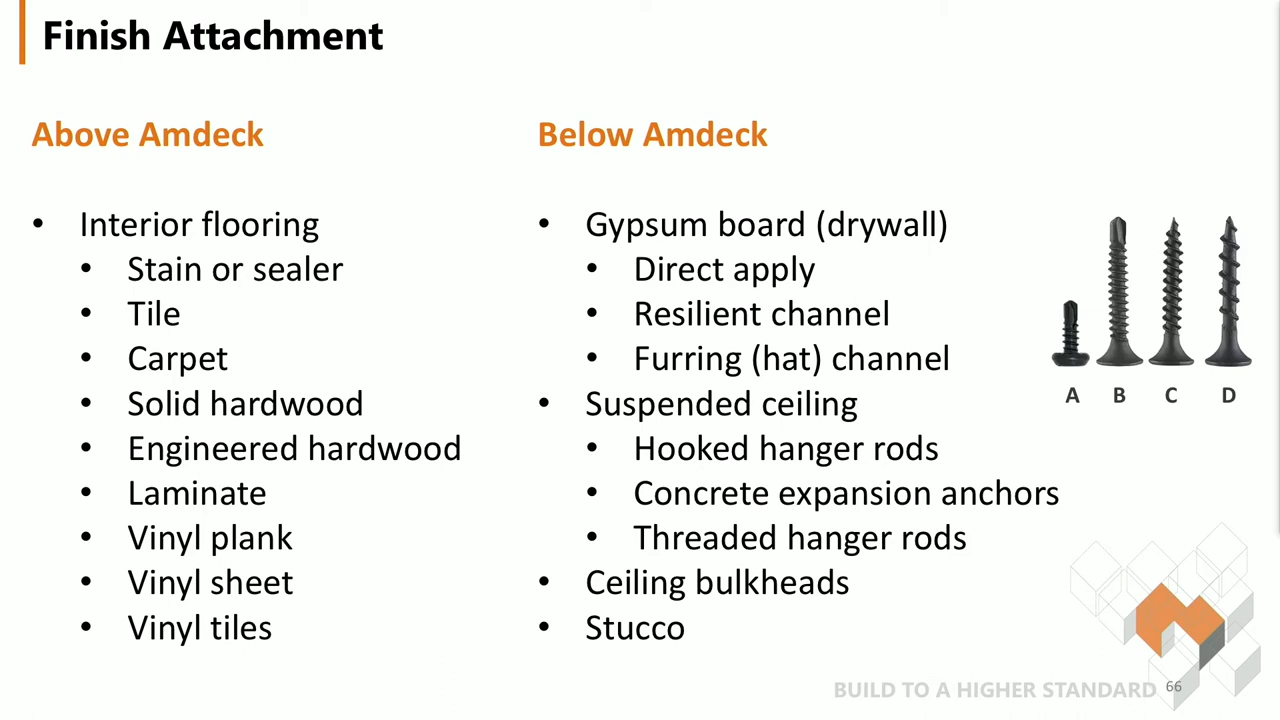 Finish Attachment
Above Amdeck
• Interior flooring
• Stain or sealer
• Tile
• Carpet
• Solid hardwood
• Engineered hardwood
• Laminate
• Vinyl plank
• Vinyl sheet
• Vinyl tiles
Below Amdeck
• Gypsum board (drywall)
• Direct apply
• Resilient channel
• Furring (hat) channel
• Suspended ceiling
• Hooked hanger rods
• Concrete expansion anchors
• Threaded hanger rods
• Ceiling bulkheads
• Stucco
A B C D
BUILD TO A HIGHER STANDARD 66